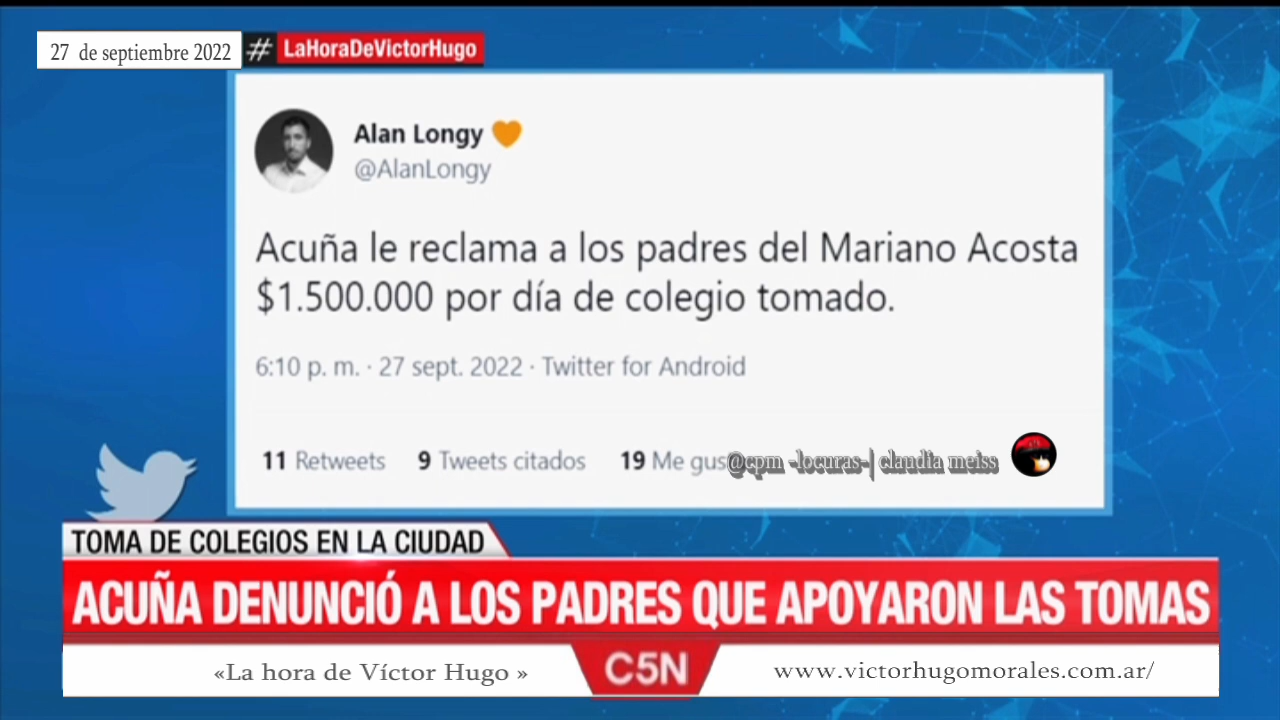 27 de septiembre 2022
# LaHoraDeVictorHugo
Alan Longy 🧡
@AlanLongy
Acuña le reclama a los padres del Mariano Acosta
$1.500.000 por día de colegio tomado.
6:10 p. m. · 27 sept. 2022 · Twitter for Android
11 Retweets 9 Tweets citados 19 Me gus
@cpm -locuras-| claudia meiss
TOMA DE COLEGIOS EN LA CIUDAD
ACUÑA DENUNCIÓ A LOS PADRES QUE APOYARON LAS TOMAS
«La hora de Víctor Hugo »
C5N
www.victorhugomorales.com.ar/